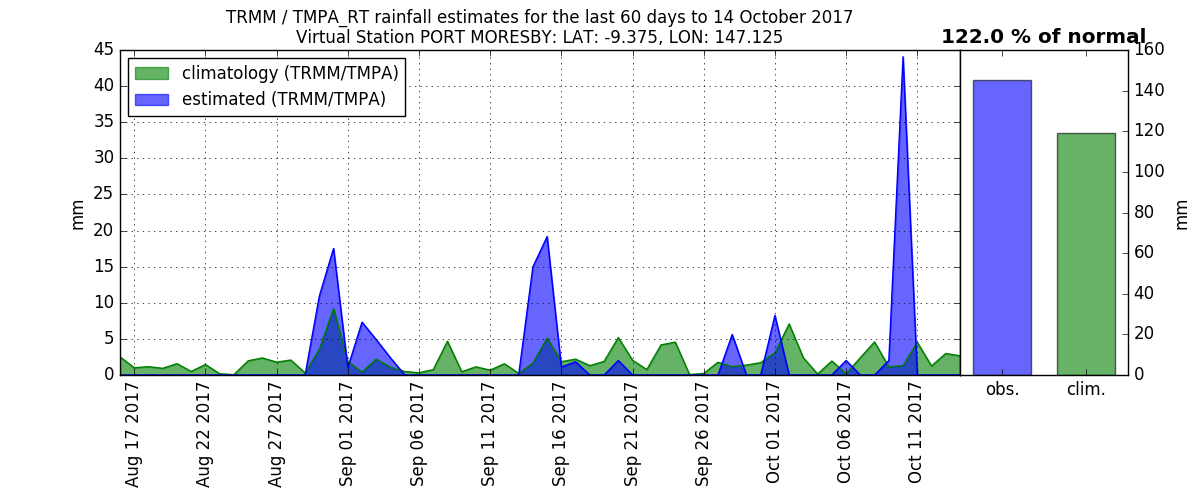 TRMM / TMPA_RT rainfall estimates for the last 60 days to 14 October 2017
Virtual Station PORT MORESBY: LAT: -9.375, LON: 147.125
122.0 % of normal
climatology (TRMM/TMPA)
estimated (TRMM/TMPA)
45
40
35
30
25
20
15
10
5
0
mm
Aug 17 2017
Aug 22 2017
Aug 27 2017
Sep 01 2017
Sep 06 2017
Sep 11 2017
Sep 16 2017
Sep 21 2017
Sep 26 2017
Oct 01 2017
Oct 06 2017
Oct 11 2017
obs.
clim.
160
140
120
100
80
60
40
20
0
mm